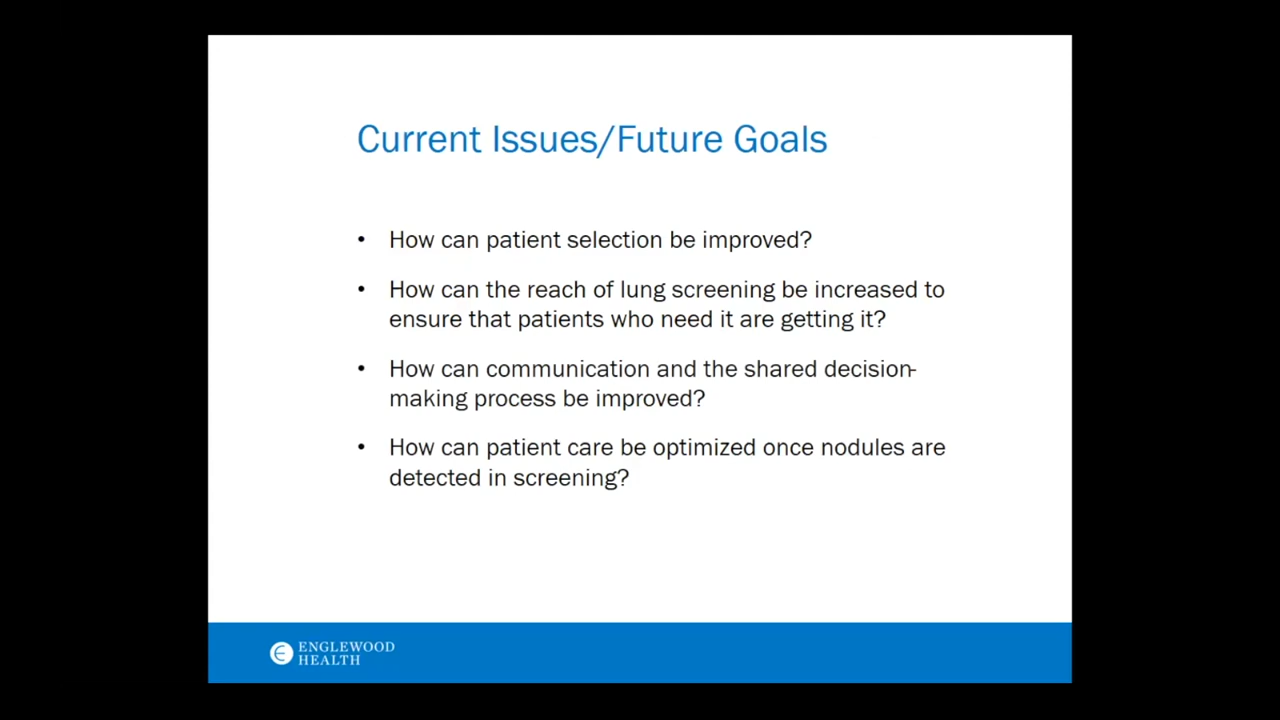 Current Issues/Future Goals
• How can patient selection be improved?
• How can the reach of lung screening be increased to
ensure that patients who need it are getting it?
• How can communication and the shared decision-
making process be improved?
• How can patient care be optimized once nodules are
detected in screening?
ENGLEWOOD
HEALTH